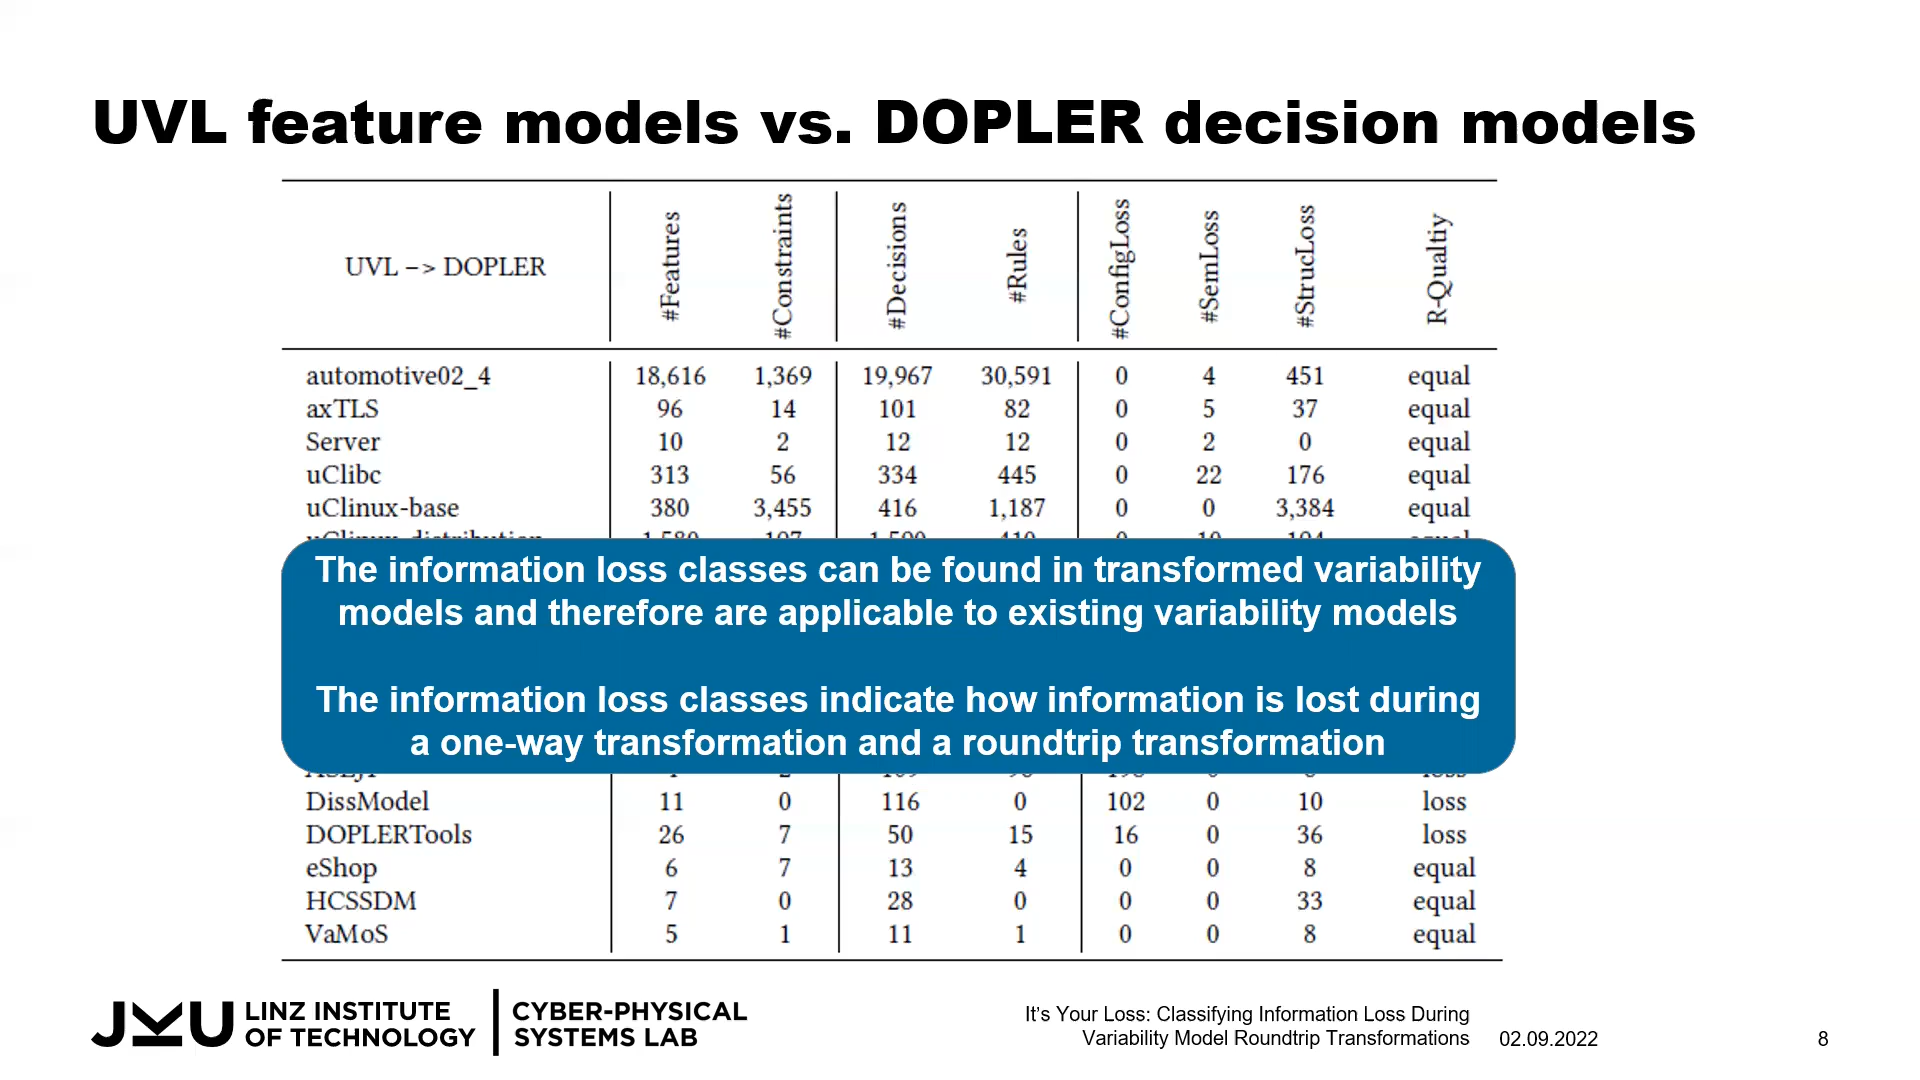 UVL feature models vs. DOPLER decision models
UVL –> DOPLER #Features #Constraints #Decisions #Rules #ConfigLoss #SemLoss #StrucLoss R-Qualtiy
automotive02_4 18,616 1,369 19,967 30,591 0 4 451 equal
axTLS 96 14 101 82 0 5 37 equal
Server 10 2 12 12 0 2 0 equal
uClibc 313 56 334 445 0 22 176 equal
uClinux-base 380 3,455 416 1,187 0 0 3,384 equal
The information loss classes can be found in transformed variability
models and therefore are applicable to existing variability models
The information loss classes indicate how information is lost during
a one-way transformation and a roundtrip transformation
DissModel 11 0 116 0 102 0 10 loss
DOPLERTools 26 7 50 15 16 0 36 loss
eShop 6 7 13 4 0 0 8 equal
HCSSDM 7 0 28 0 0 0 33 equal
VaMoS 5 1 11 1 0 0 8 equal
JKU LINZ INSTITUTE
OF TECHNOLOGY
CYBER-PHYSICAL
SYSTEMS LAB
It's Your Loss: Classifying Information Loss During
Variability Model Roundtrip Transformations
02.09.2022
8